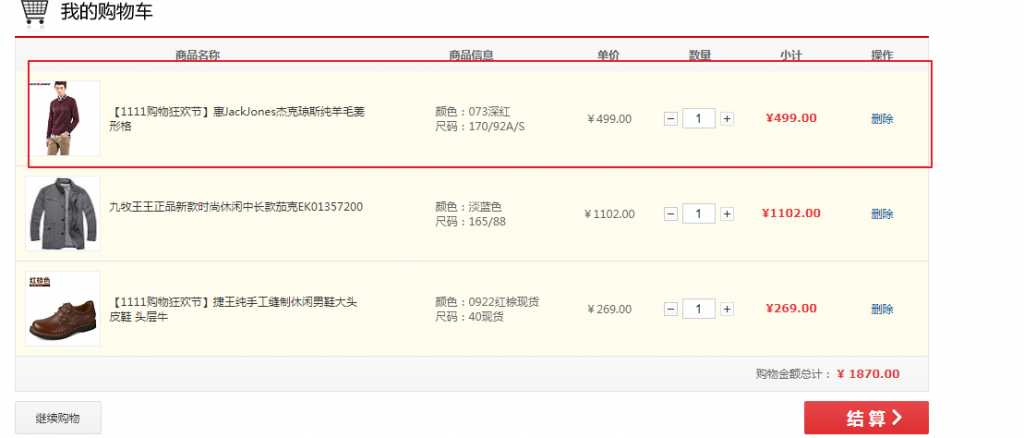 我的购物车
商品名称 商品信息 单价 数量 小计 操作
【1111购物狂欢节】惠JackJones杰克琼斯纯羊毛菱
形格
颜色：073深红
尺码：170/92A/S
￥499.00
1
¥499.00
删除
九牧王王正品新款时尚休闲中长款茄克EK01357200
颜色：淡蓝色
尺码：165/88
￥1102.00
1
¥1102.00
删除
红棕色
【1111购物狂欢节】捷王纯手工缝制休闲男鞋大头
皮鞋 头层牛
颜色：0922红棕现货
尺码：40现货
￥269.00
1
¥269.00
删除
购物金额总计： ¥ 1870.00
继续购物
结 算